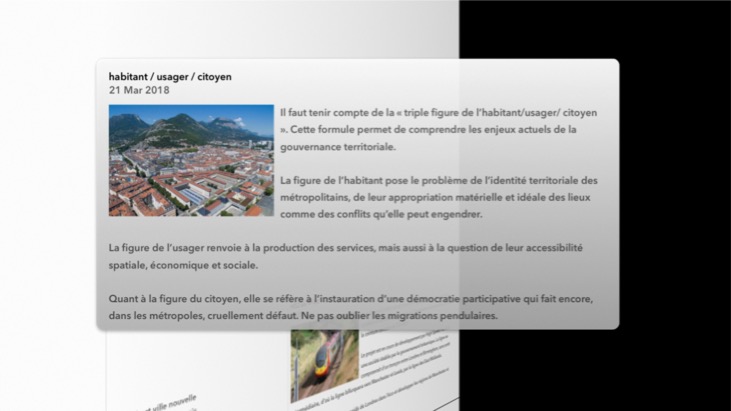 habitant / usager / citoyen
21 Mar 2018
Il faut tenir compte de la « triple figure de l'habitant/usager/ citoyen
». Cette formule permet de comprendre les enjeux actuels de la
gouvernance territoriale.
La figure de l'habitant pose le problème de l'identité territoriale des
métropolitains, de leur appropriation matérielle et idéale des lieux
comme des conflits qu'elle peut engendrer.
La figure de l'usager renvoie à la production des services, mais aussi à la question de leur accessibilité
spatiale, économique et sociale.
Quant à la figure du citoyen, elle se réfère à l'instauration d'une démocratie participative qui fait encore,
dans les métropoles, cruellement défaut. Ne pas oublier les migrations pendulaires.
ville nouvelle